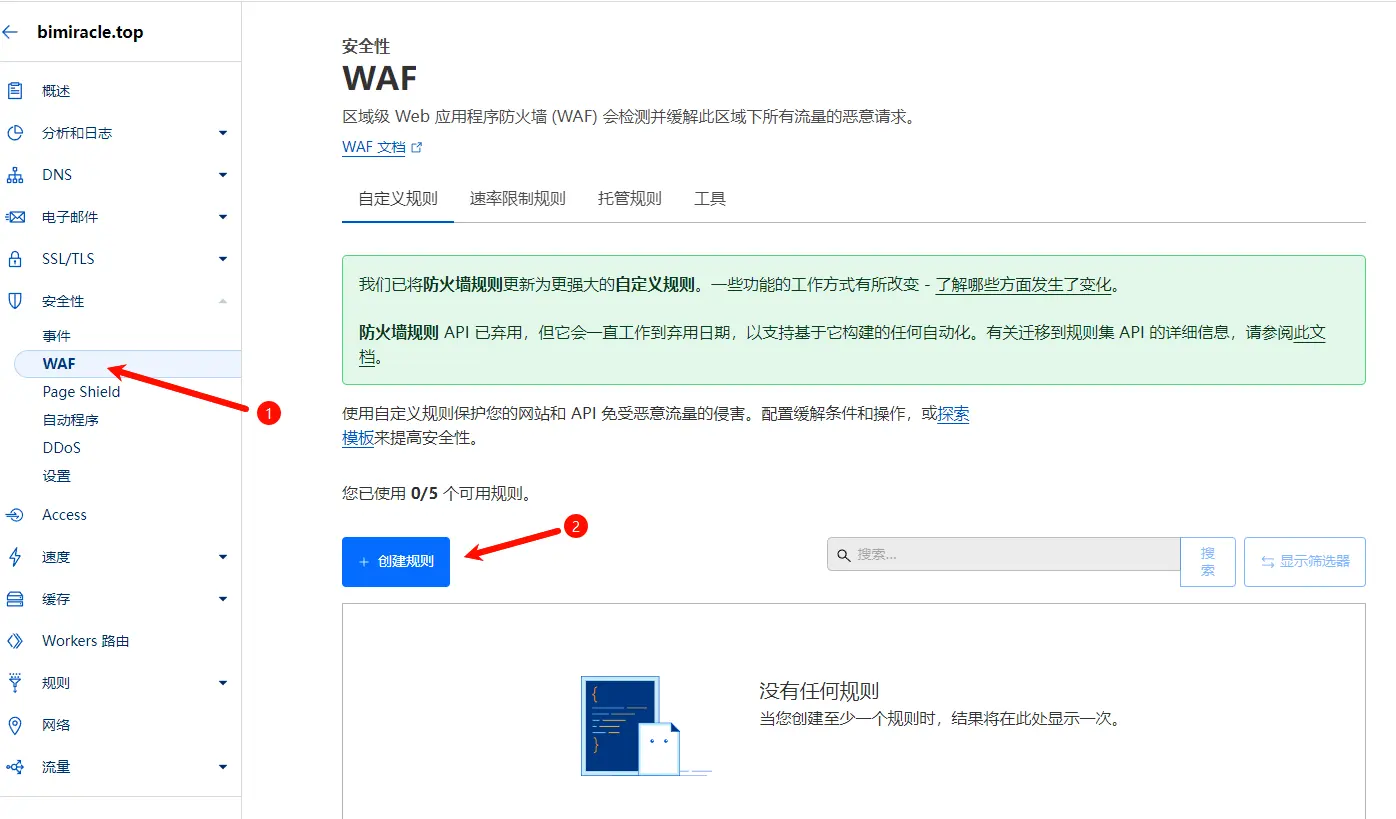 bimiracle.top
概述
分析和日志
DNS
电子邮件
SSL/TLS
安全性
事件
WAF
Page Shield
自动程序
DDoS
设置
Access
速度
缓存
Workers 路由
规则
网络
流量
1
安全性
WAF
区域级 Web 应用程序防火墙 (WAF) 会检测并缓解此区域下所有流量的恶意请求。
WAF 文档
自定义规则 速率限制规则 托管规则 工具
我们已将防火墙规则更新为更强大的自定义规则。一些功能的工作方式有所改变 - 了解哪些方面发生了变化。
防火墙规则 API 已弃用，但它会一直工作到弃用日期，以支持基于它构建的任何自动化。有关迁移到规则集 API 的详细信息，请参阅此文
档。
使用自定义规则保护您的网站和 API 免受恶意流量的侵害。配置缓解条件和操作，或探索
模板来提高安全性。
您已使用 0/5 个可用规则。
2
+ 创建规则
搜索...
搜
索
显示筛选器
没有任何规则
当您创建至少一个规则时，结果将在此处显示一次。